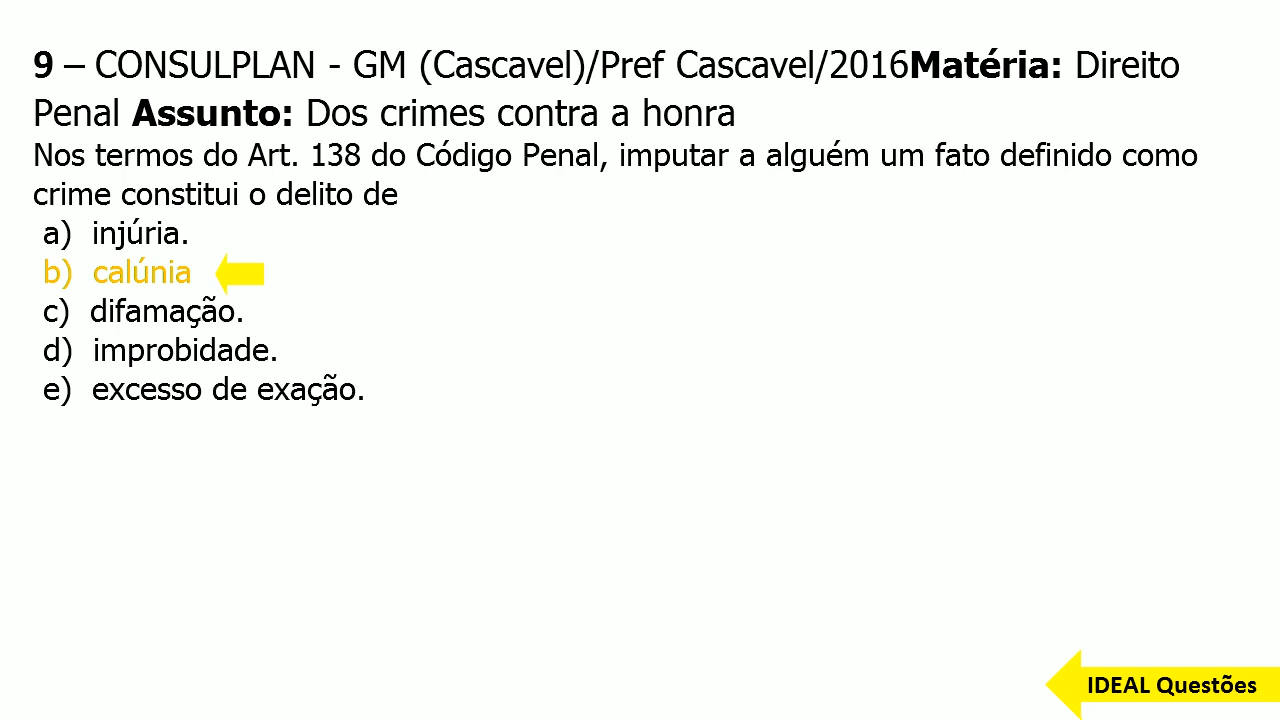 9 – CONSULPLAN - GM (Cascavel)/Pref Cascavel/2016Matéria: Direito
Penal Assunto: Dos crimes contra a honra
Nos termos do Art. 138 do Código Penal, imputar a alguém um fato definido como
crime constitui o delito de
a) injúria.
b) calúnia
c) difamação.
d) improbidade.
e) excesso de exação.
IDEAL Questões